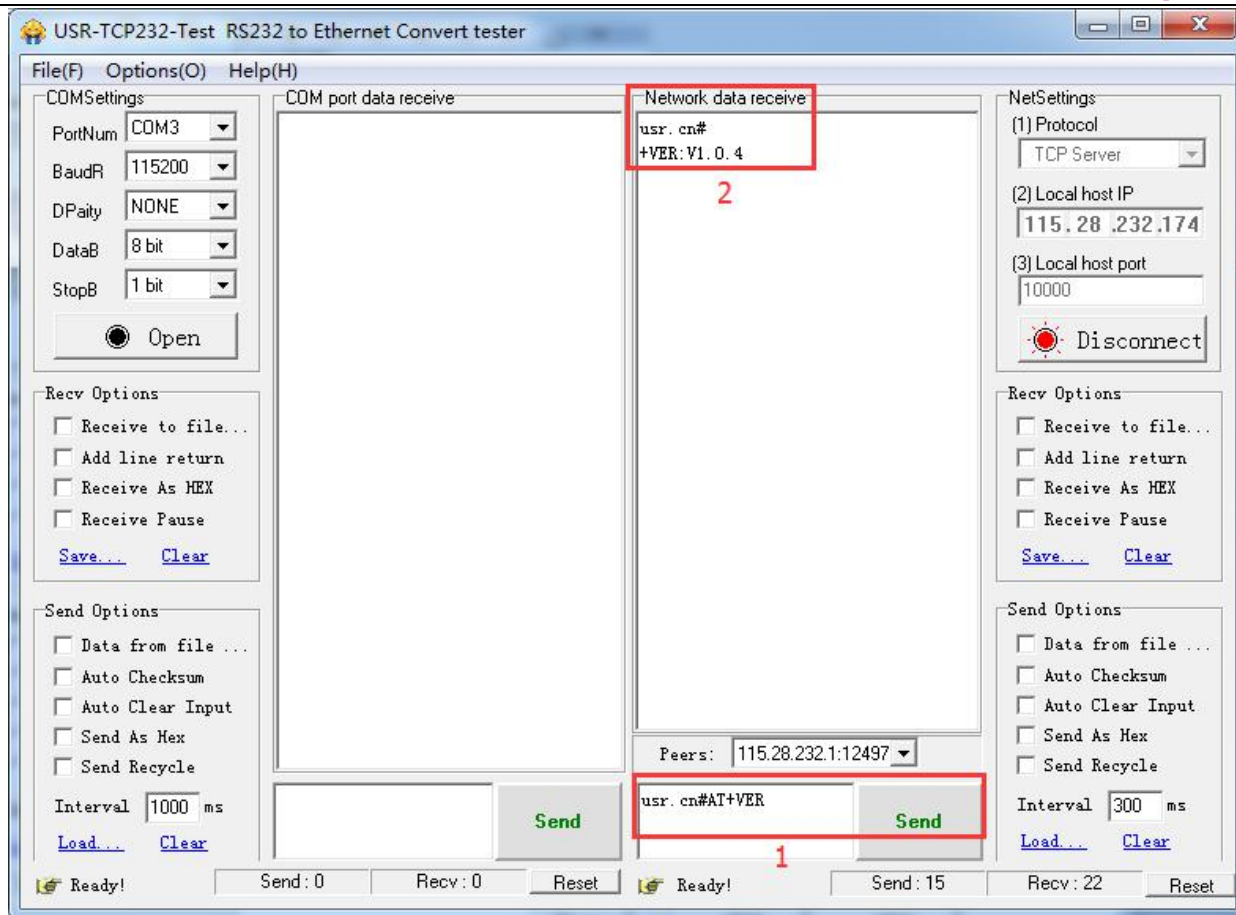 USR-TCP232-Test RS232 to Ethernet Convert tester
File(F) Options(O) Help(H)
COMSettings
PortNum COM3
BaudR 115200
DPaity NONE
DataB 8 bit
StopB 1 bit
Open
Recv Options
Receive to file...
Add line return
Receive As HEX
Receive Pause
Save... Clear
Send Options
Data from file ...
Auto Checksum
Auto Clear Input
Send As Hex
Send Recycle
Interval 1000 ms
Load... Clear
COM port data receive
Send
Network data receive
usr.cn#
+VER:V1.0.4
2
Peers: 115.28.232.1:12497
usr.cn#AT+VER
Send
1
NetSettings
(1) Protocol
TCP Server
(2) Local host IP
115.28.232.174
(3) Local host port
10000
Disconnect
Recv Options
Receive to file...
Add line return
Receive As HEX
Receive Pause
Save... Clear
Send Options
Data from file ...
Auto Checksum
Auto Clear Input
Send As Hex
Send Recycle
Interval 300 ms
Load... Clear
Ready! Send : 0 Recv : 0 Reset
Ready! Send : 15 Recv : 22 Reset